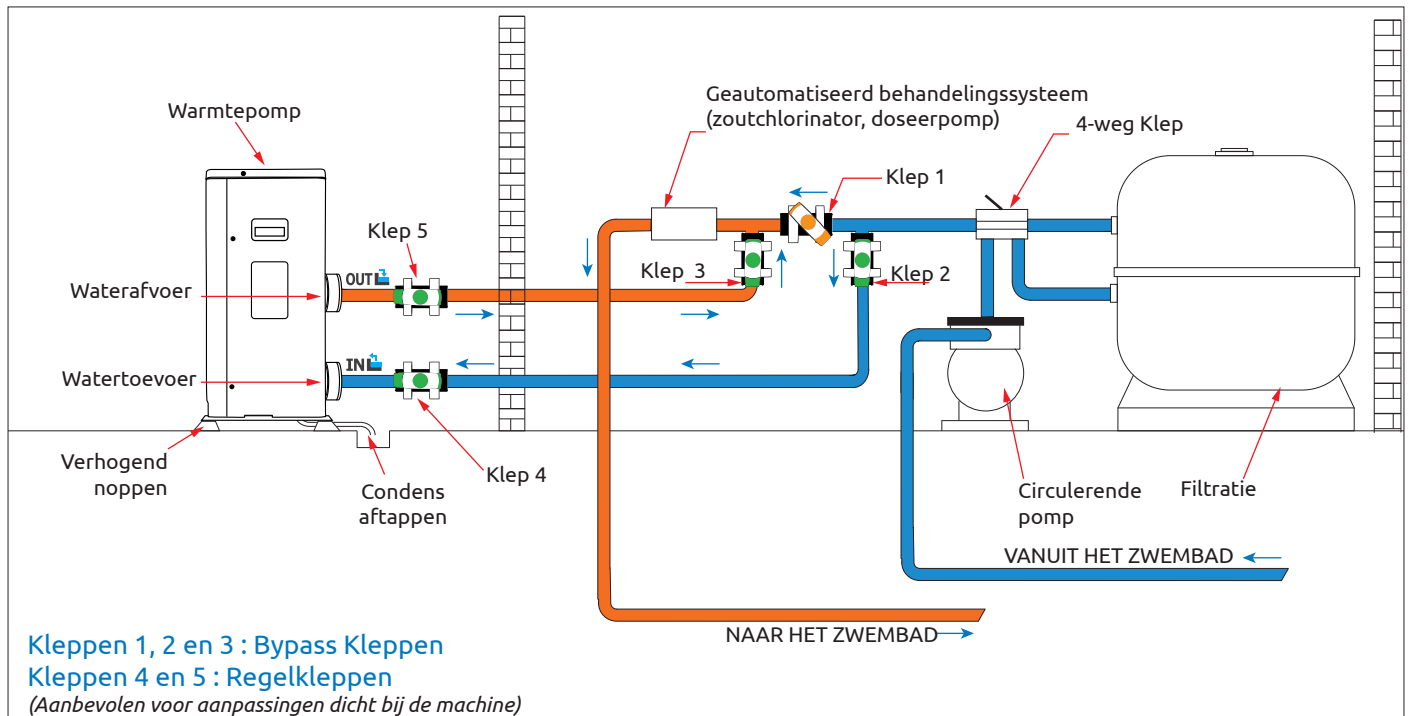 Warmtepomp
Geautomatiseerd behandelingssysteem
(zoutchlorinator, doseerpomp)
4-weg Klep
Klep 1
Klep 5
Klep 3
Klep 2
OUT
Waterafvoer
IN
Watertoevoer
Klep 4
Verhogend
noppen
Condens
aftappen
Circulerende
pomp
Filtratie
VANUIT HET ZWEMBAD
NAAR HET ZWEMBAD
Kleppen 1, 2 en 3 : Bypass Kleppen
Kleppen 4 en 5 : Regelkleppen
(Aanbevolen voor aanpassingen dicht bij de machine)